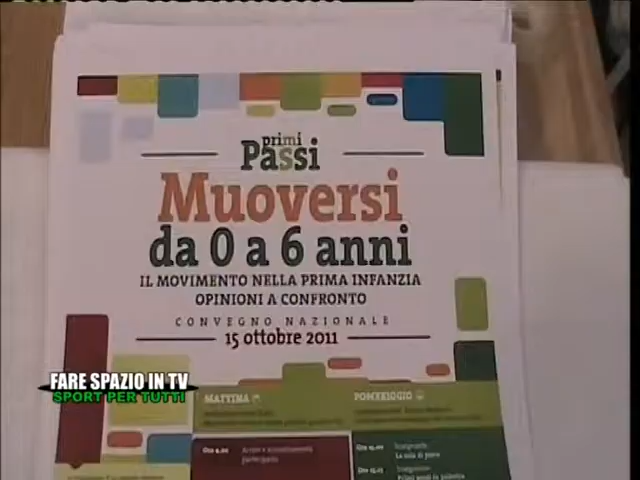 primi
Passi
Muoversi
da 0 a 6 anni
IL MOVIMENTO NELLA PRIMA INFANZIA
OPINIONI A CONFRONTO
CONVEGNO NAZIONALE
15 ottobre 2011
FARE SPAZIO IN TV
SPORT PER TUTTI
MATTINA
POMERIGGIO